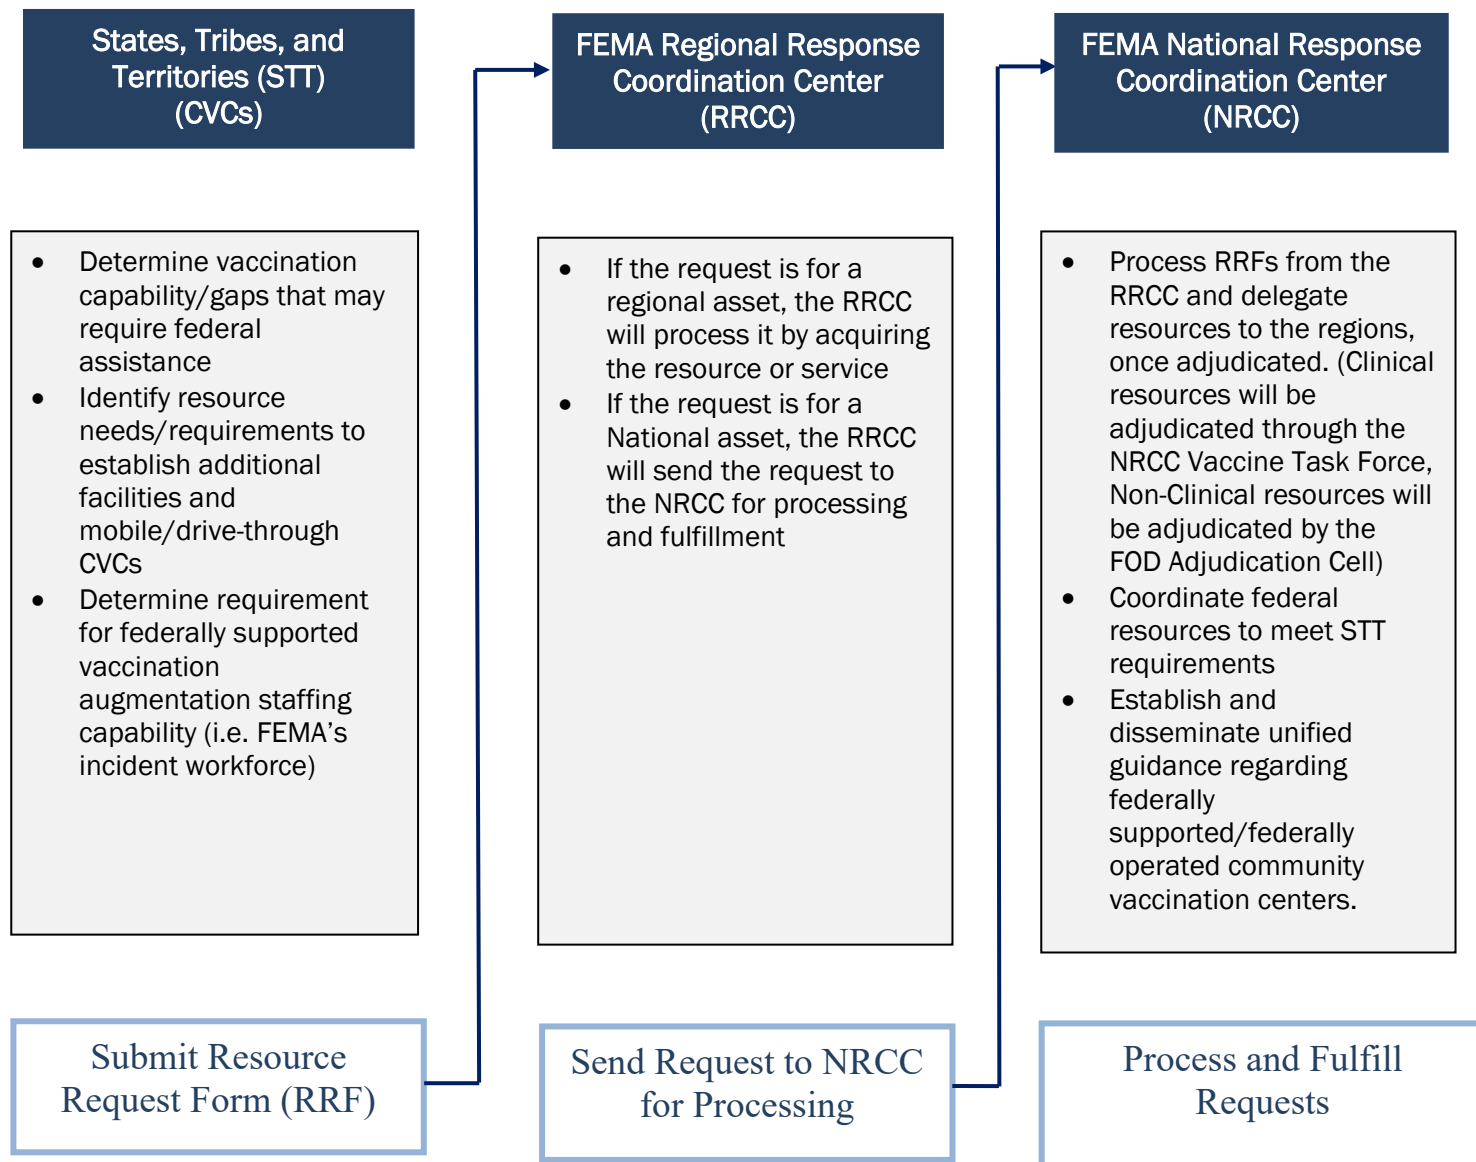 States, Tribes, and
Territories (STT)
(CVCs)
• Determine vaccination
capability/gaps that may
require federal
assistance
• Identify resource
needs/requirements to
establish additional
facilities and
mobile/drive-through
CVCs
• Determine requirement
for federally supported
vaccination
augmentation staffing
capability (i.e. FEMA’s
incident workforce)
Submit Resource
Request Form (RRF)
FEMA Regional Response
Coordination Center
(RRCC)
• If the request is for a
regional asset, the RRCC
will process it by acquiring
the resource or service
• If the request is for a
National asset, the RRCC
will send the request to
the NRCC for processing
and fulfillment
Send Request to NRCC
for Processing
FEMA National Response
Coordination Center
(NRCC)
• Process RRFs from the
RRCC and delegate
resources to the regions,
once adjudicated. (Clinical
resources will be
adjudicated through the
NRCC Vaccine Task Force,
Non-Clinical resources will
be adjudicated by the
FOD Adjudication Cell)
• Coordinate federal
resources to meet STT
requirements
• Establish and
disseminate unified
guidance regarding
federally
supported/federally
operated community
vaccination centers.
Process and Fulfill
Requests